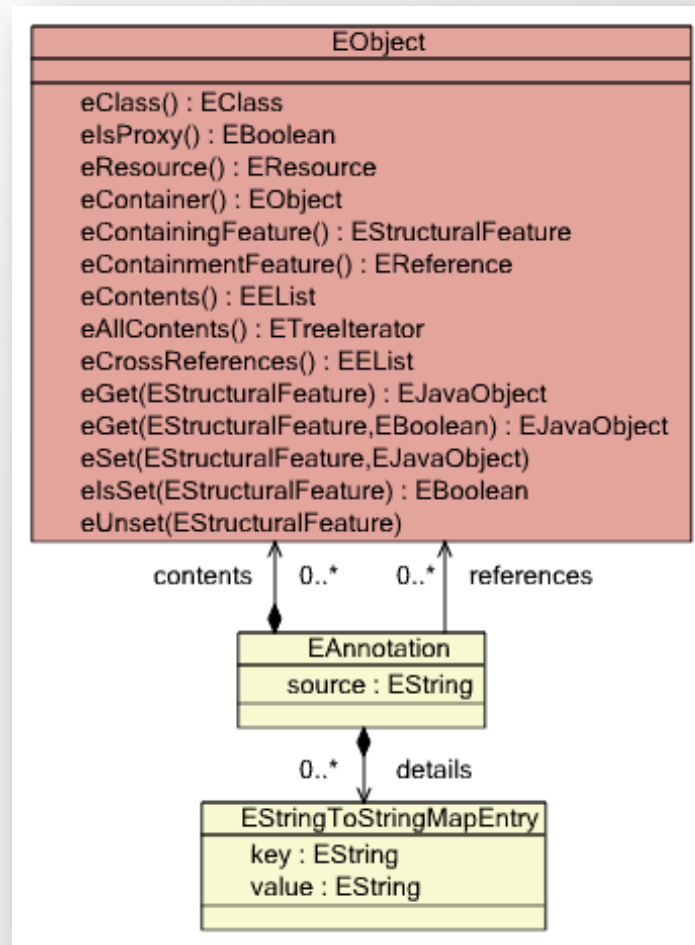 EObject
eClass() : EClass
eIsProxy() : EBoolean
eResource() : EResource
eContainer() : EObject
eContainingFeature() : EStructuralFeature
eContainmentFeature() : EReference
eContents() : EEList
eAllContents() : ETreeIterator
eCrossReferences() : EEList
eGet(EStructuralFeature) : EJavaObject
eGet(EStructuralFeature,EBoolean) : EJavaObject
eSet(EStructuralFeature,EJavaObject)
eIsSet(EStructuralFeature) : EBoolean
eUnset(EStructuralFeature)
contents 0..* 0..* references
EAnnotation
source : EString
0..* details
EStringToStringMapEntry
key : EString
value : EString